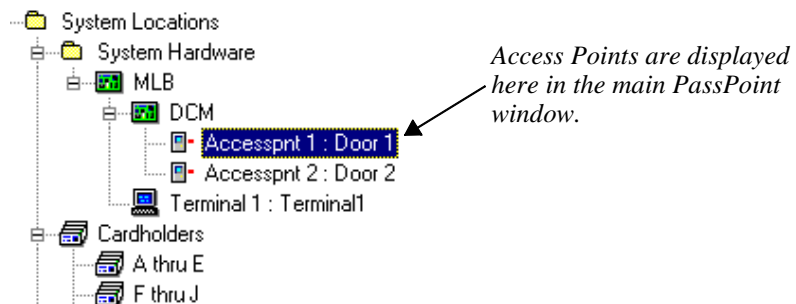 System Locations
System Hardware
MLB
DCM
Accesspnt 1 : Door 1
Accesspnt 2 : Door 2
Terminal 1 : Terminal1
Cardholders
A thru E
F thru J
Access Points are displayed
here in the main PassPoint
window.